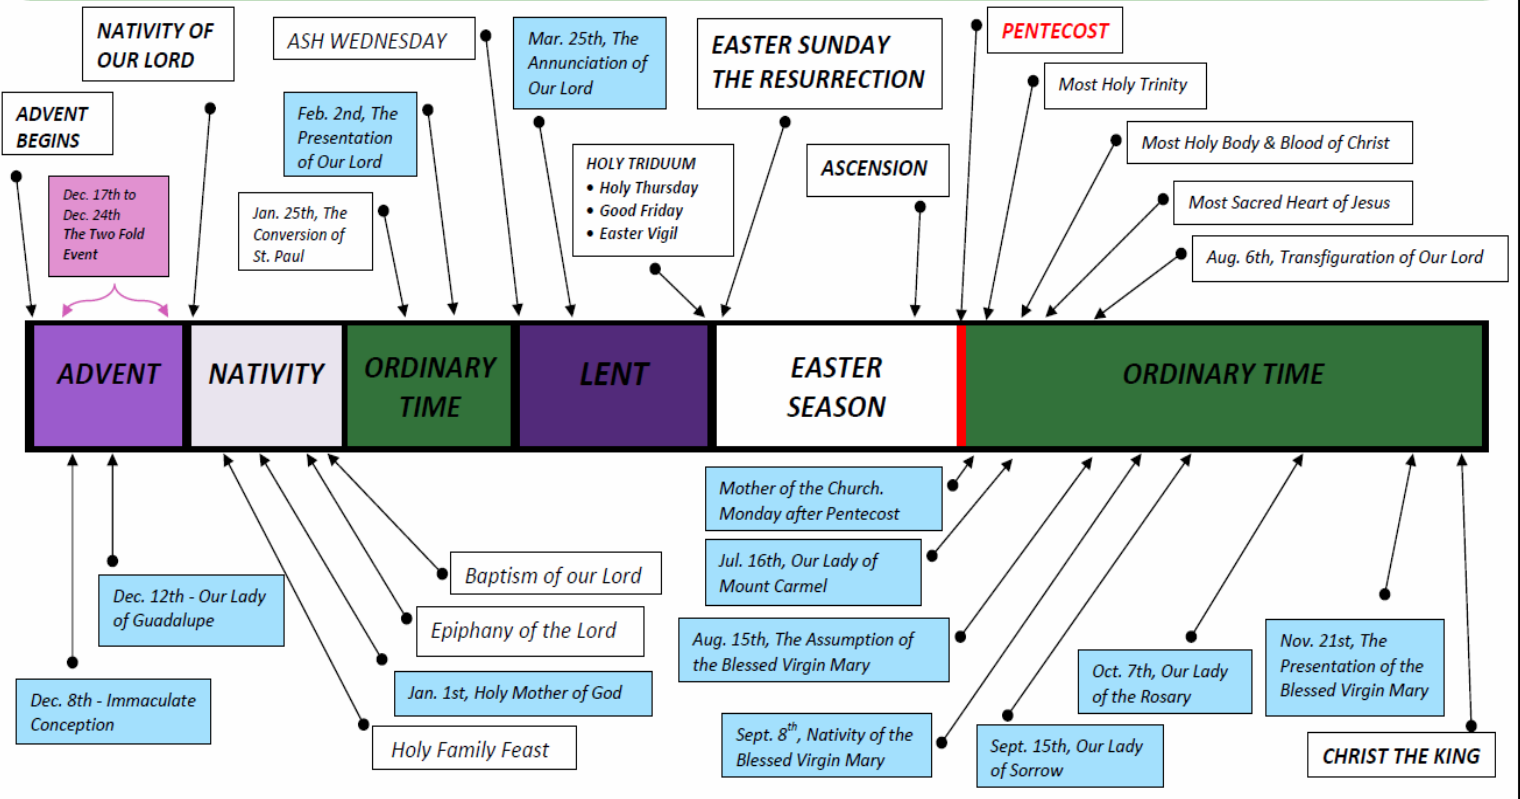 NATIVITY OF
OUR LORD
ASH WEDNESDAY
Mar. 25th, The
Annunciation of
Our Lord
EASTER SUNDAY
THE RESURRECTION
PENTECOST
Most Holy Trinity
ADVENT
BEGINS
Feb. 2nd, The
Presentation
of Our Lord
Most Holy Body & Blood of Christ
HOLY TRIDUUM
• Holy Thursday
• Good Friday
• Easter Vigil
ASCENSION
Dec. 17th to
Dec. 24th
The Two Fold
Event
Jan. 25th, The
Conversion of
St. Paul
Most Sacred Heart of Jesus
Aug. 6th, Transfiguration of Our Lord
ADVENT
NATIVITY
ORDINARY
TIME
LENT
EASTER
SEASON
ORDINARY TIME
Mother of the Church.
Monday after Pentecost
Jul. 16th, Our Lady of
Mount Carmel
Baptism of our Lord
Dec. 12th - Our Lady
of Guadalupe
Epiphany of the Lord
Aug. 15th, The Assumption of
the Blessed Virgin Mary
Nov. 21st, The
Presentation of the
Blessed Virgin Mary
Oct. 7th, Our Lady
of the Rosary
Jan. 1st, Holy Mother of God
Dec. 8th - Immaculate
Conception
Holy Family Feast
Sept. 8th, Nativity of the
Blessed Virgin Mary
Sept. 15th, Our Lady
of Sorrow
CHRIST THE KING